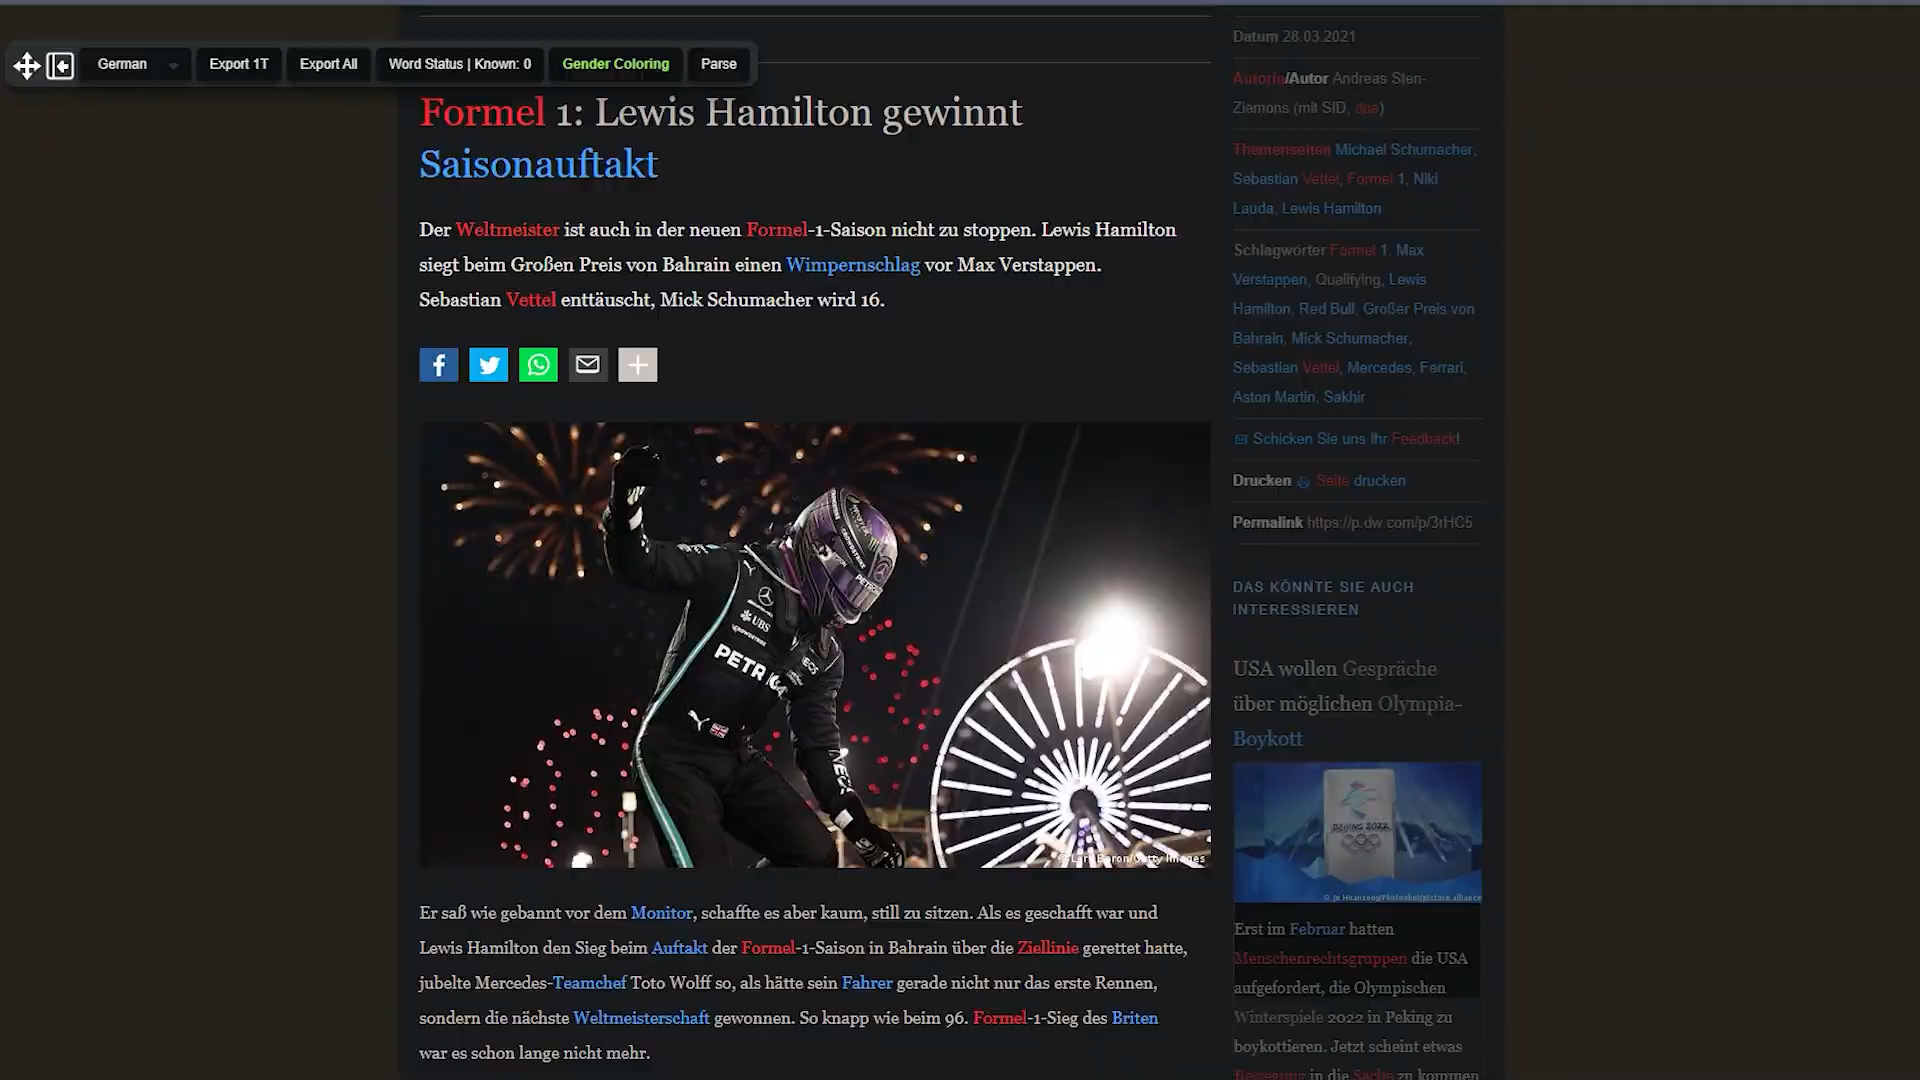 German
Export 1T
Export All
Word Status | Known: 0
Gender Coloring
Parse
Formel 1: Lewis Hamilton gewinnt
Saisonauftakt
Der Weltmeister ist auch in der neuen Formel-1-Saison nicht zu stoppen. Lewis Hamilton
siegt beim Großen Preis von Bahrain einen Wimpernschlag vor Max Verstappen.
Sebastian Vettel enttäuscht, Mick Schumacher wird 16.
UBS
CROWDSTRIKE
PETRONAS
INEOS
© Lars Baron/Getty Images
Er saß wie gebannt vor dem Monitor, schaffte es aber kaum, still zu sitzen. Als es geschafft war und
Lewis Hamilton den Sieg beim Auftakt der Formel-1-Saison in Bahrain über die Ziellinie gerettet hatte,
jubelte Mercedes-Teamchef Toto Wolff so, als hätte sein Fahrer gerade nicht nur das erste Rennen,
sondern die nächste Weltmeisterschaft gewonnen. So knapp wie beim 96. Formel-1-Sieg des Briten
war es schon lange nicht mehr.
Datum 28.03.2021
Autorin/Autor Andreas Sten-
Ziemons (mit SID, dpa)
Themenseiten Michael Schumacher,
Sebastian Vettel, Formel 1, Niki
Lauda, Lewis Hamilton
Schlagwörter Formel 1, Max
Verstappen, Qualifying, Lewis
Hamilton, Red Bull, Großer Preis von
Bahrain, Mick Schumacher,
Sebastian Vettel, Mercedes, Ferrari,
Aston Martin, Sakhir
Schicken Sie uns Ihr Feedback!
Drucken Seite drucken
Permalink https://p.dw.com/p/3rHC5
DAS KÖNNTE SIE AUCH
INTERESSIEREN
USA wollen Gespräche
über möglichen Olympia-
Boykott
BEIJING 2022
Erst im Februar hatten
Menschenrechtsgruppen die USA
aufgefordert, die Olympischen
Winterspiele 2022 in Peking zu
boykottieren. Jetzt scheint etwas
Bewegung in die Sache zu kommen